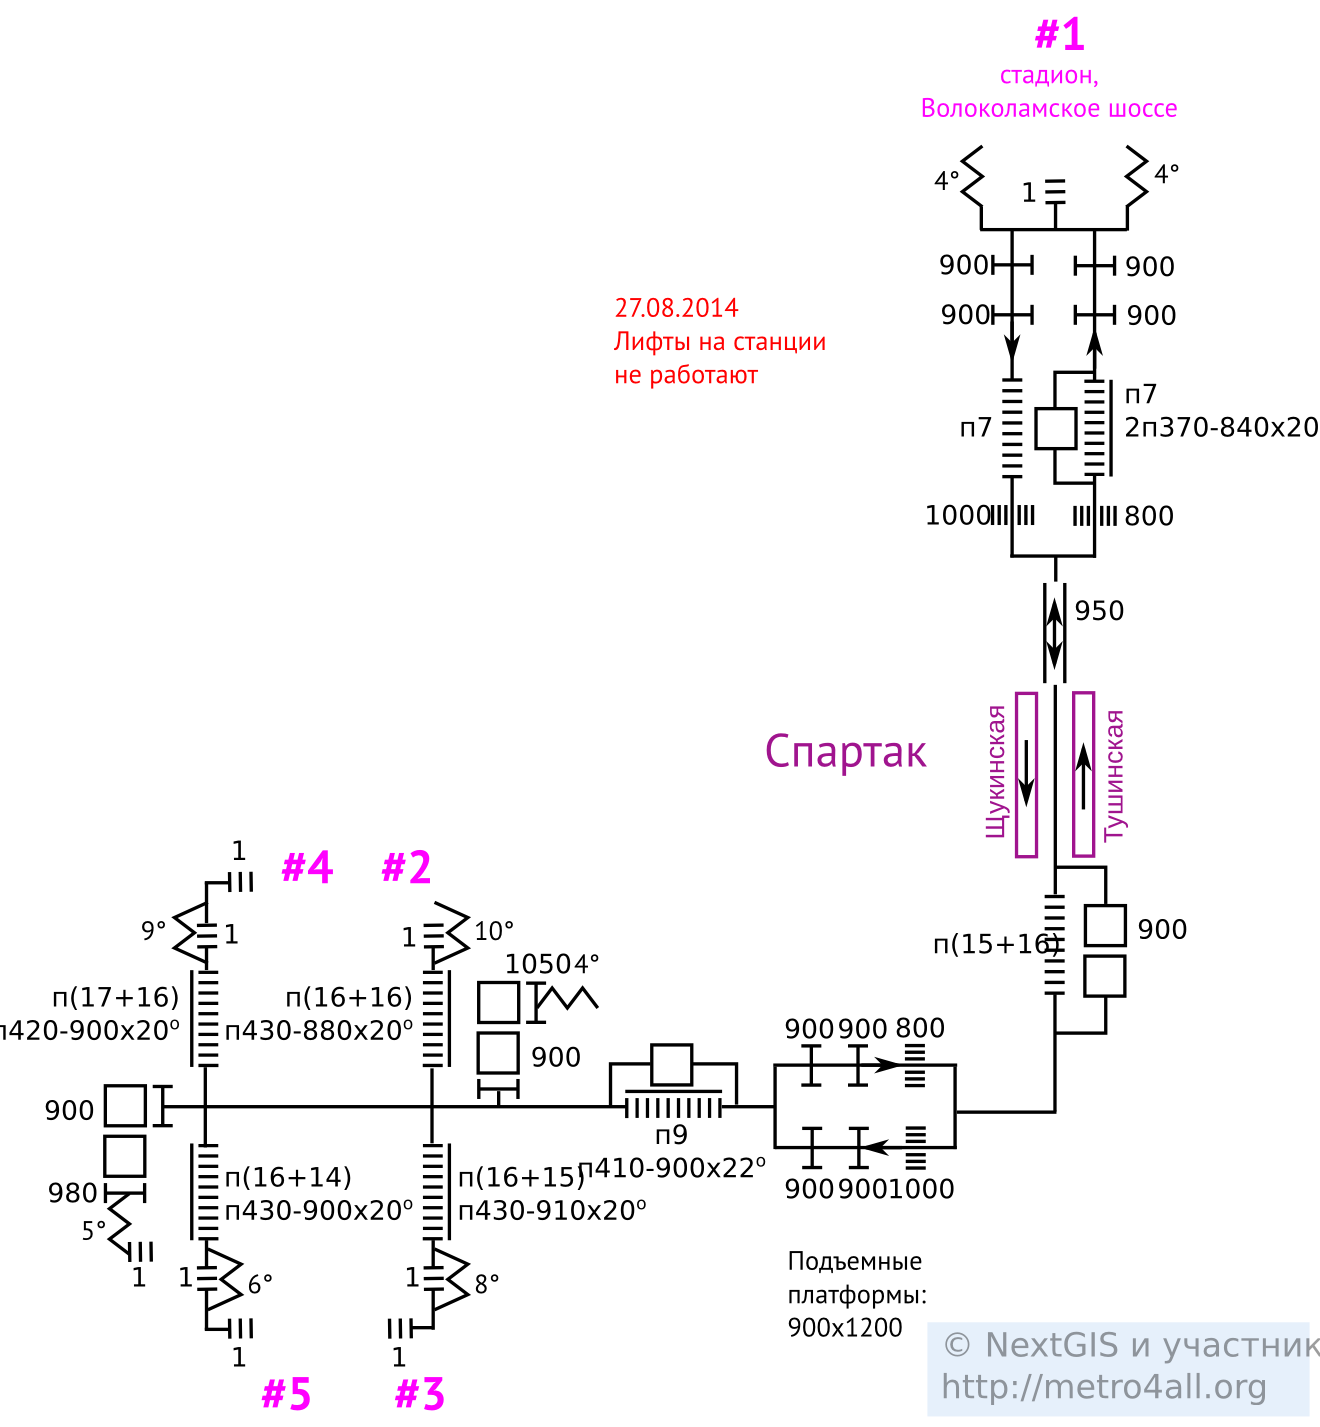 #1
стадион,
Волоколамское шоссе
4°
1
4°
900
900
27.08.2014
Лифты на станции
не работают
900
900
п7
п7
2п370-840x20
1000
800
950
Спартак
Щукинская
Тушинская
1
#4
#2
9°
1
1
10°
п(15+16)
900
10504°
п(17+16)
п420-900x20°
п(16+16)
п430-880x20°
900
900
900
800
900
п9
п410-900x22°
п(16+14)
п430-900x20°
п(16+15)
п430-910x20°
900
900
1000
980
5°
1
1
6°
1
8°
Подъемные
платформы:
900x1200
1
1
#5
#3
© NextGIS и участник
http://metro4all.org